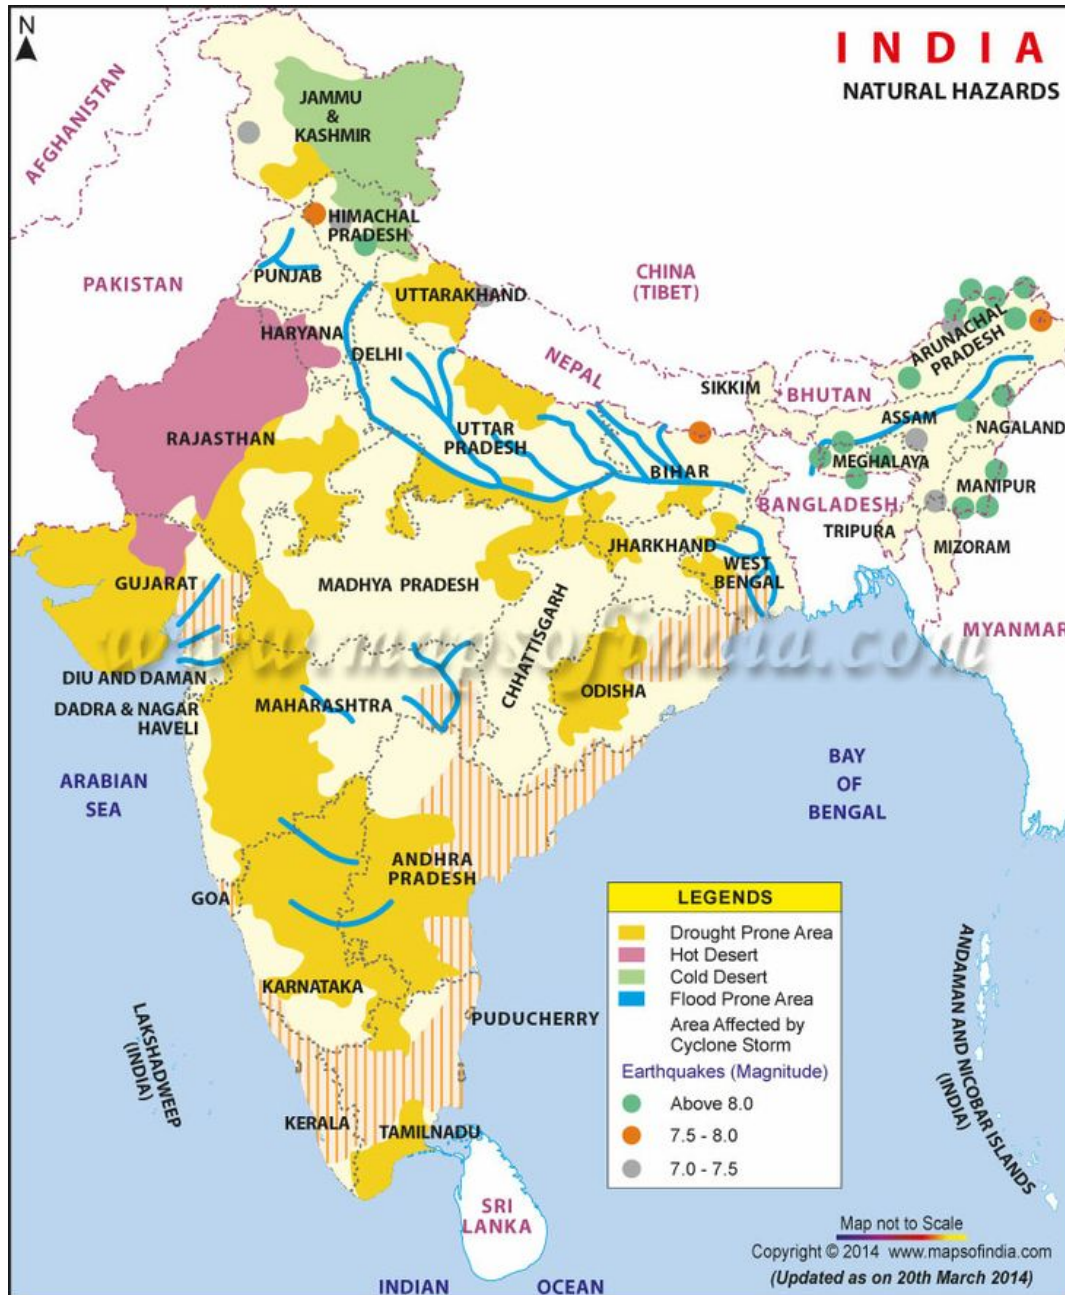 N
INDIA
NATURAL HAZARDS
AFGHANISTAN
JAMMU
&
KASHMIR
HIMACHAL
PRADESH
PAKISTAN
PUNJAB
CHINA
(TIBET)
UTTARAKHAND
HARYANA
DELHI
NEPAL
ARUNACHAL
PRADESH
SIKKIM
BHUTAN
RAJASTHAN
UTTAR
PRADESH
ASSAM
NAGALAND
BIHAR
MEGHALAYA
BANGLADESH
MANIPUR
TRIPURA
MIZORAM
JHARKHAND
WEST
BENGAL
GUJARAT
MADHYA PRADESH
CHHATTISGARH
www.mapsofindia.com
MYANMAR
DIU AND DAMAN
DADRA & NAGAR
HAVELI
MAHARASHTRA
ODISHA
ARABIAN
SEA
BAY
OF
BENGAL
ANDHRA
PRADESH
GOA
KARNATAKA
PUDUCHERRY
LAKSHADWEEP
(INDIA)
KERALA
TAMILNADU
ANDAMAN AND NICOBAR ISLANDS
(INDIA)
SRI
LANKA
INDIAN OCEAN
LEGENDS
Drought Prone Area
Hot Desert
Cold Desert
Flood Prone Area
Area Affected by
Cyclone Storm
Earthquakes (Magnitude)
Above 8.0
7.5 - 8.0
7.0 - 7.5
Map not to Scale
Copyright © 2014 www.mapsofindia.com
(Updated as on 20th March 2014)